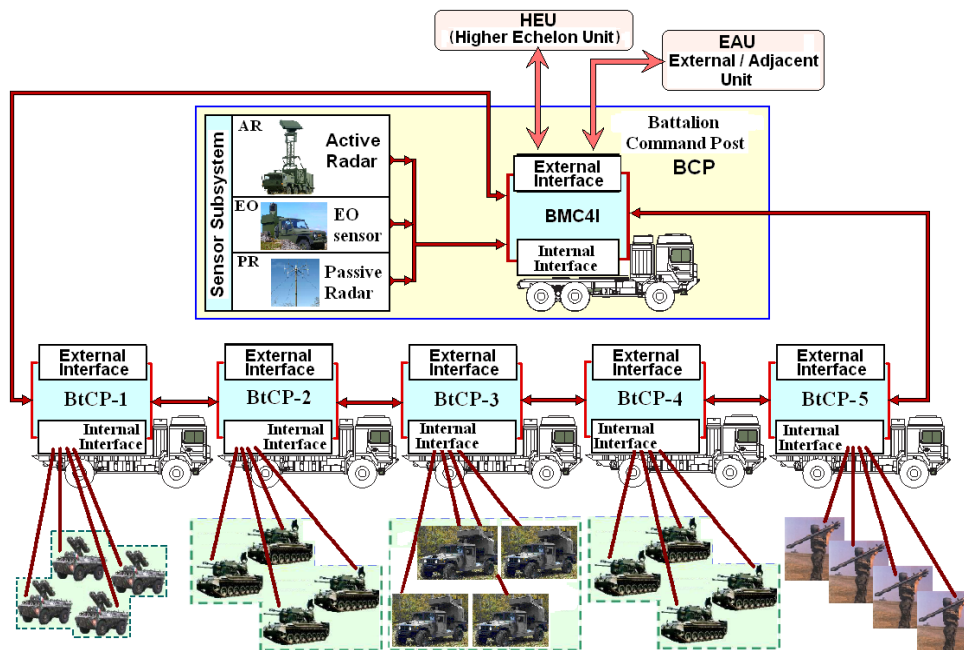 HEU
(Higher Echelon Unit)
EAU
External / Adjacent
Unit
Sensor Subsystem
AR
Active
Radar
EO
EO
sensor
PR
Passive
Radar
Battalion
Command Post
BCP
External
Interface
BMC4I
Internal
Interface
External
Interface
BtCP-1
Internal
Interface
External
Interface
BtCP-2
Internal
Interface
External
Interface
BtCP-3
Internal
Interface
External
Interface
BtCP-4
Internal
Interface
External
Interface
BtCP-5
Internal
Interface